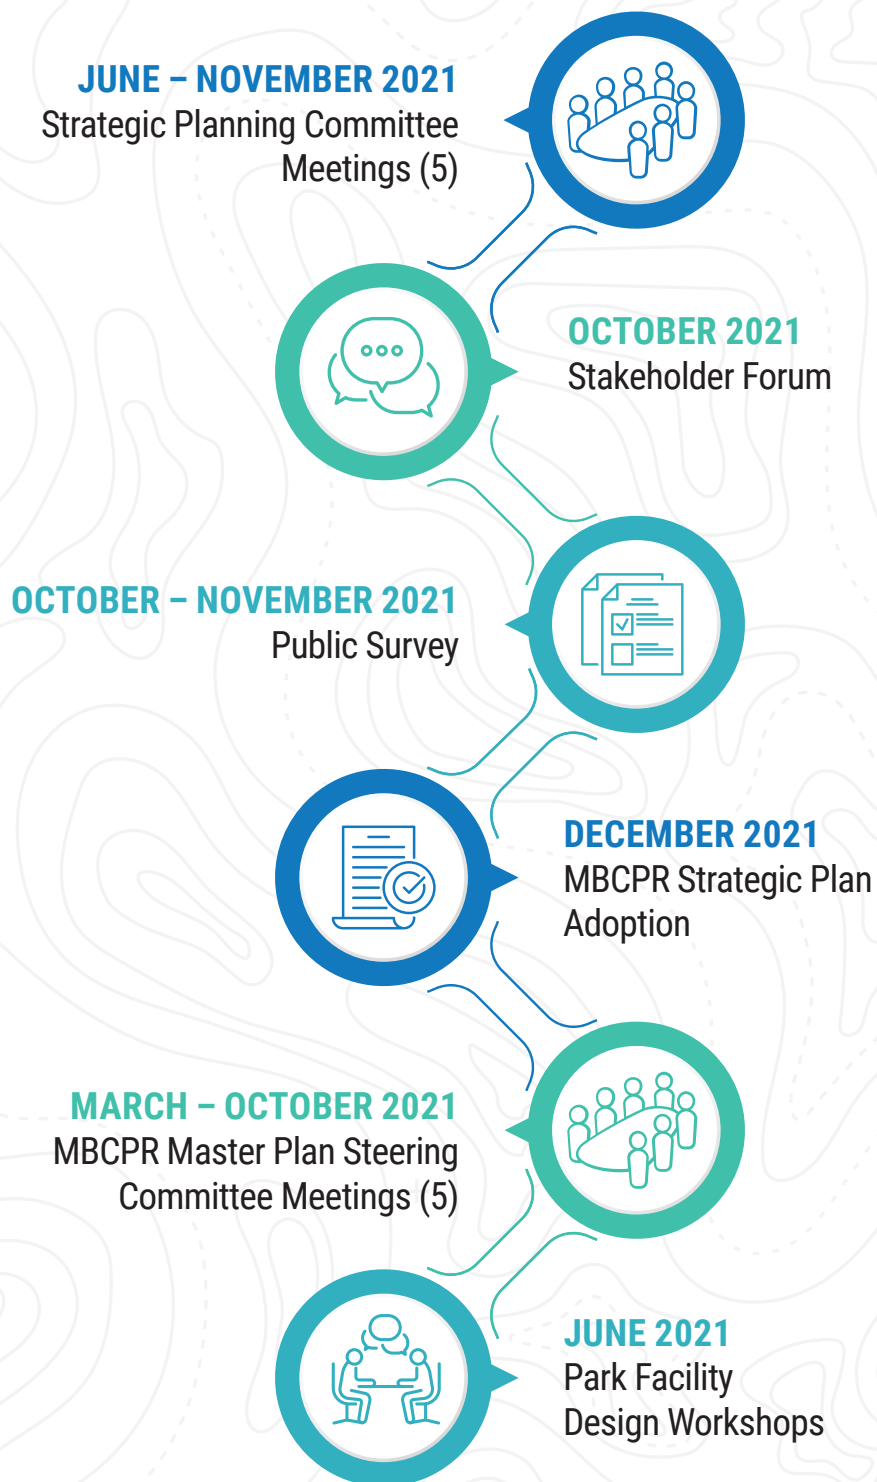 JUNE – NOVEMBER 2021
Strategic Planning Committee
Meetings (5)
OCTOBER 2021
Stakeholder Forum
OCTOBER – NOVEMBER 2021
Public Survey
DECEMBER 2021
MBCPR Strategic Plan
Adoption
MARCH – OCTOBER 2021
MBCPR Master Plan Steering
Committee Meetings (5)
JUNE 2021
Park Facility
Design Workshops